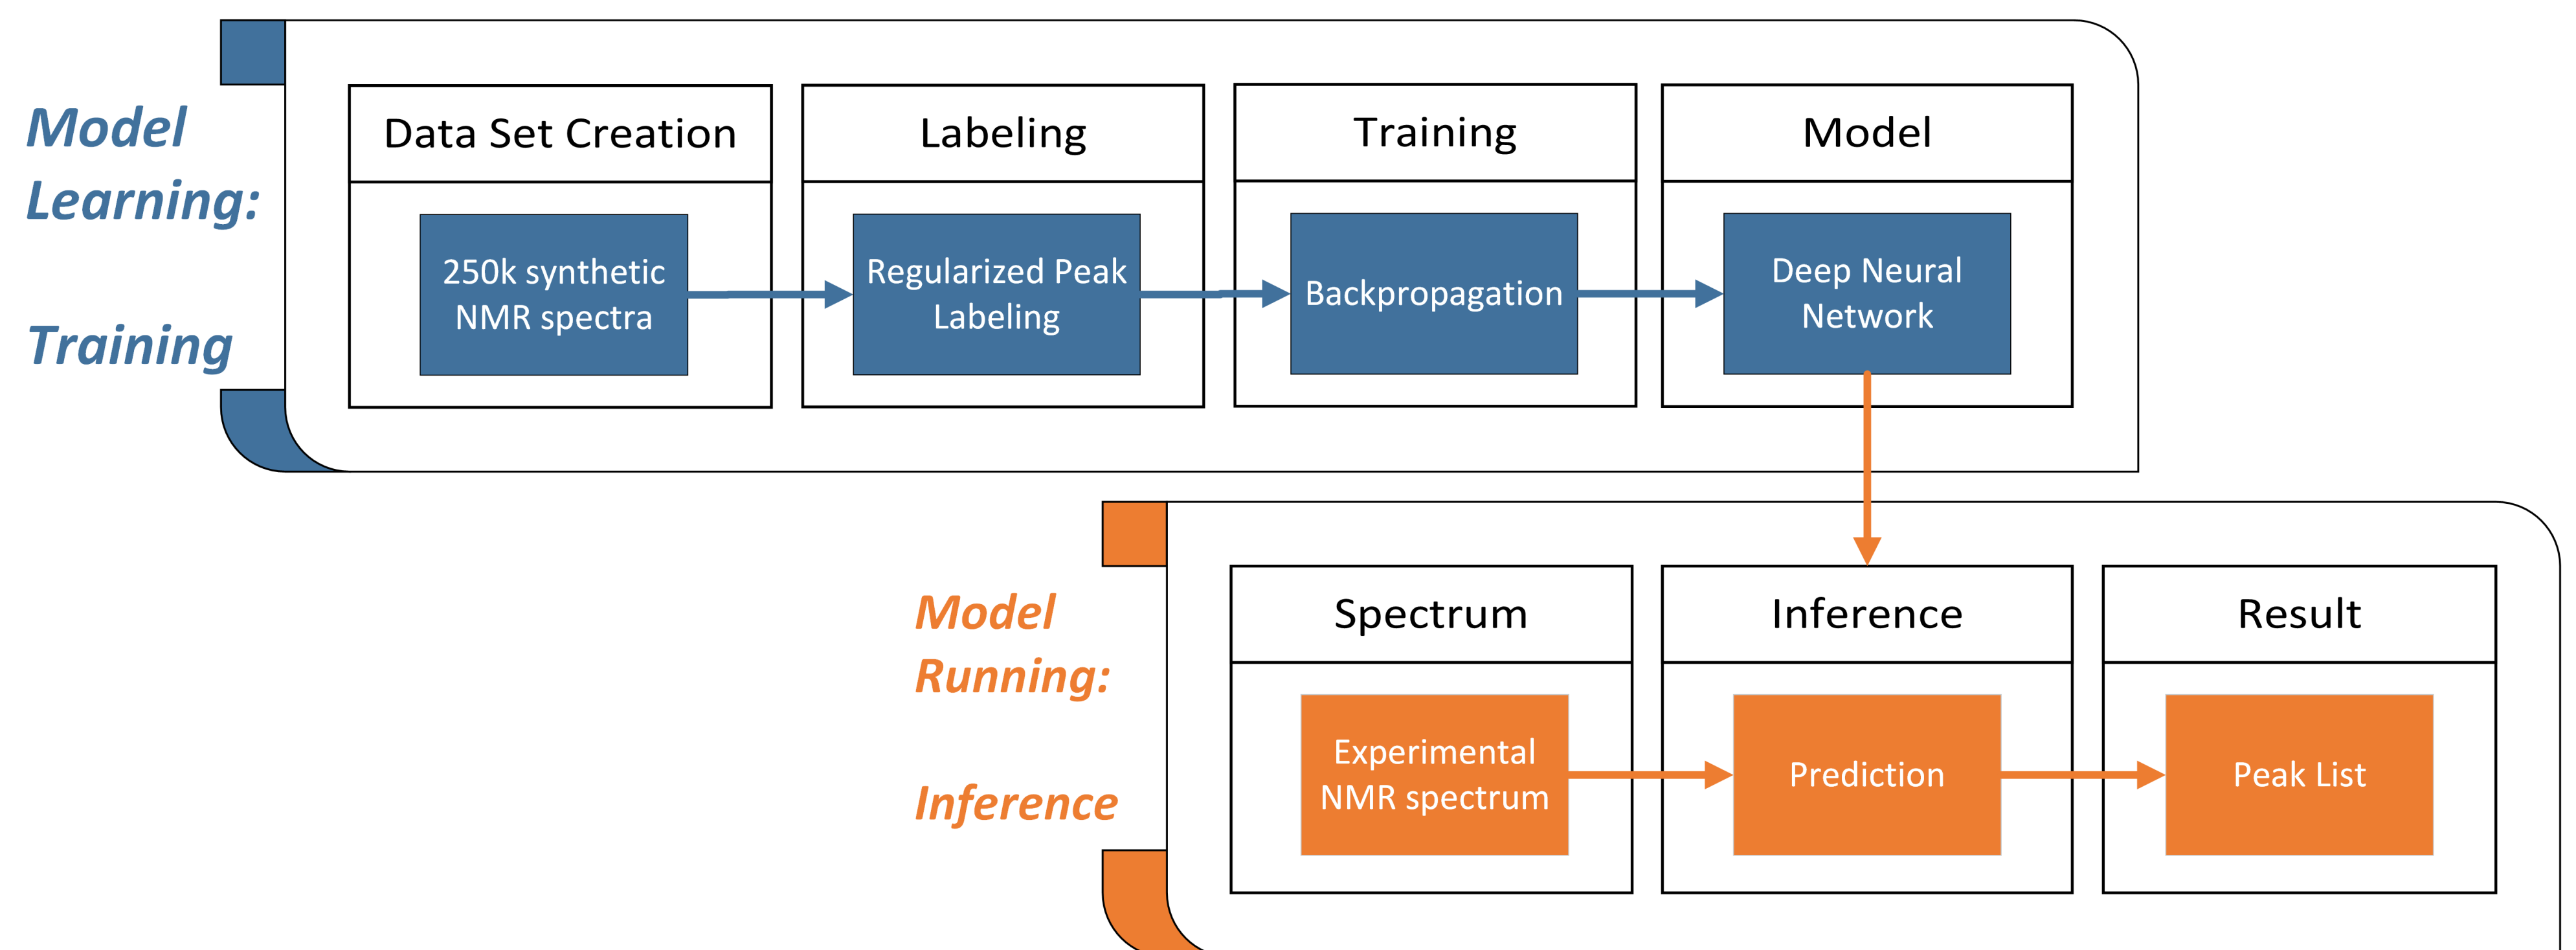 Model
Learning:
Training
Data Set Creation
Labeling
Training
Model
250k synthetic
NMR spectra
Regularized Peak
Labeling
Backpropagation
Deep Neural
Network
Model
Running:
Inference
Spectrum
Inference
Result
Experimental
NMR spectrum
Prediction
Peak List